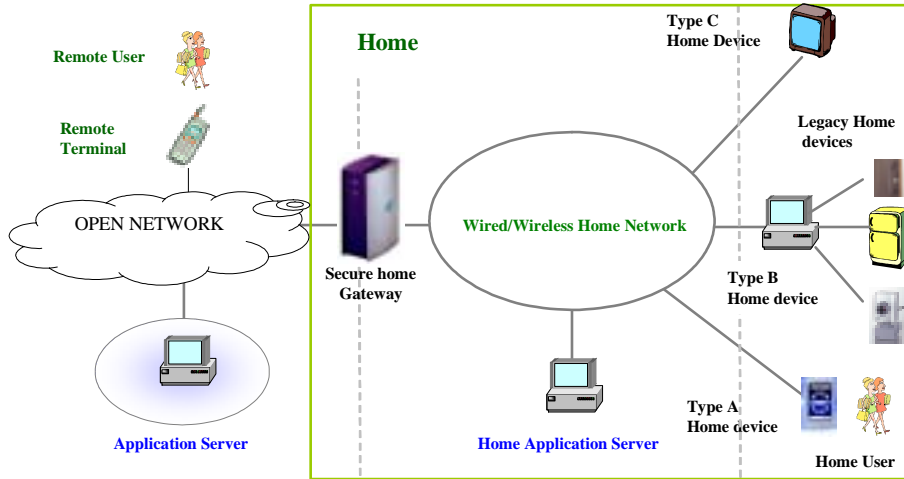 Remote User
Remote
Terminal
OPEN NETWORK
Application Server
Home
Secure home
Gateway
Wired/Wireless Home Network
Home Application Server
Type C
Home Device
Legacy Home
devices
Type B
Home device
Type A
Home device
Home User